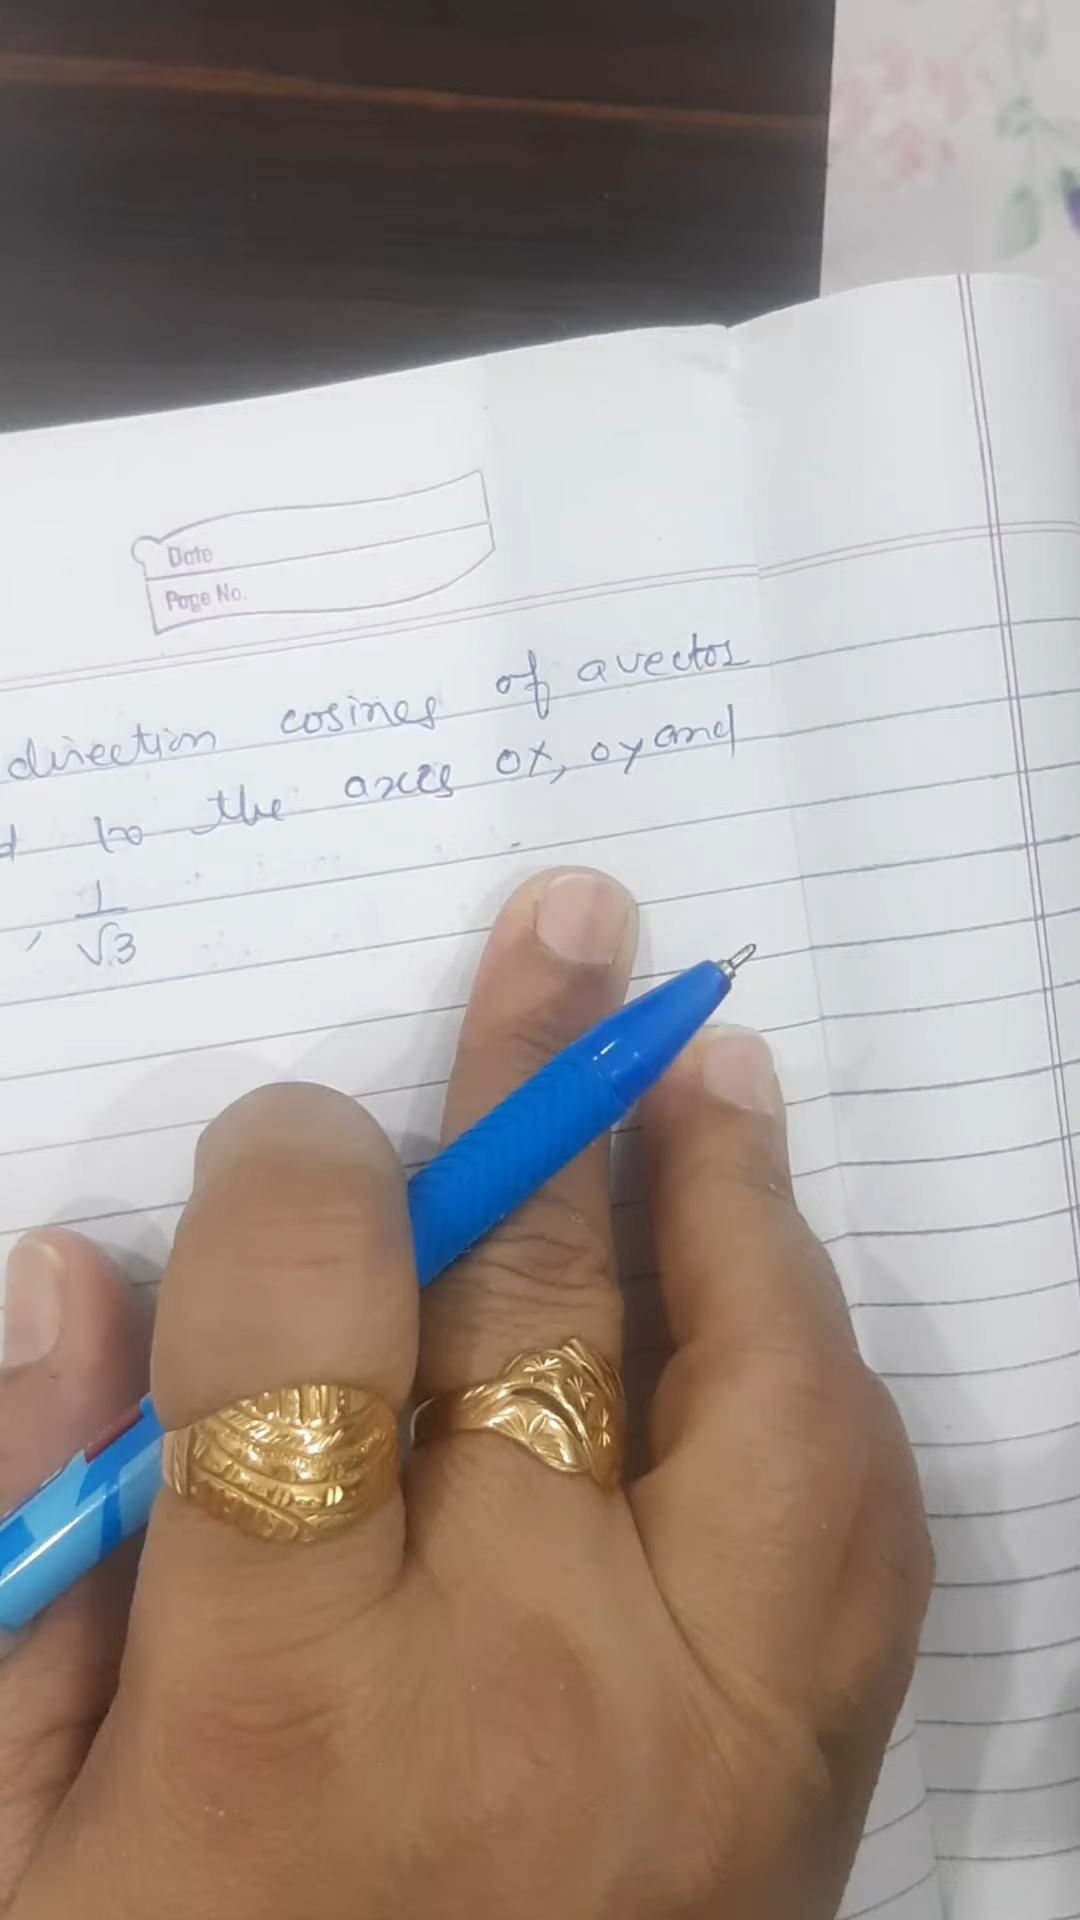 Date
Page No.
direction cosines of a vector
d to the axes OX, OY and
, 1/√3